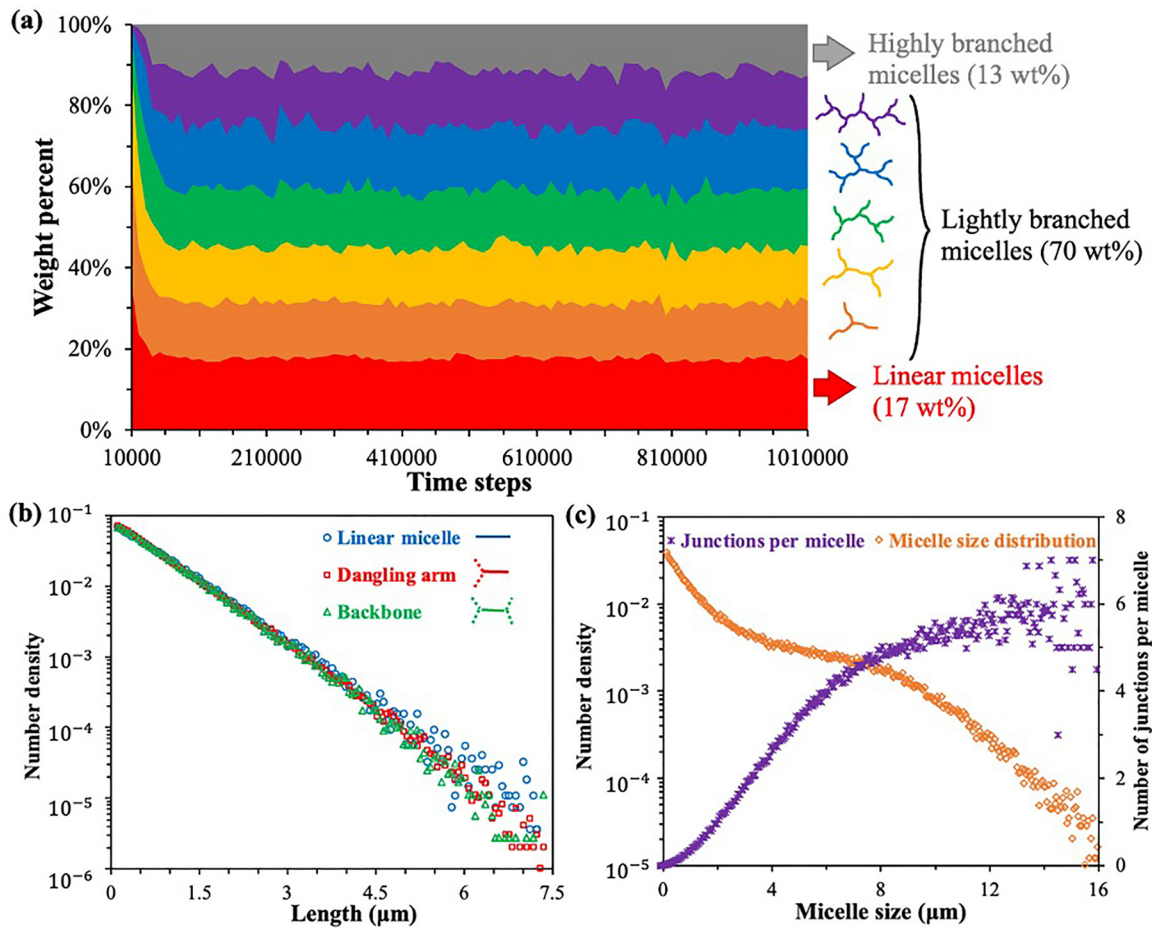 (a)
100%
80%
60%
40%
20%
0%
Weight percent
10000 210000 410000 610000 810000 1010000
Time steps
Highly branched
micelles (13 wt%)
Lightly branched
micelles (70 wt%)
Linear micelles
(17 wt%)
(b)
10-1
10-2
10-3
10-4
10-5
10-6
Number density
Linear micelle
Dangling arm
Backbone
0 1.5 3 4.5 6 7.5
Length (μm)
(c)
10-1
10-2
10-3
10-4
10-5
Number density
Junctions per micelle
Micelle size distribution
8
6
4
2
0
Number of junctions per micelle
0 4 8 12 16
Micelle size (μm)